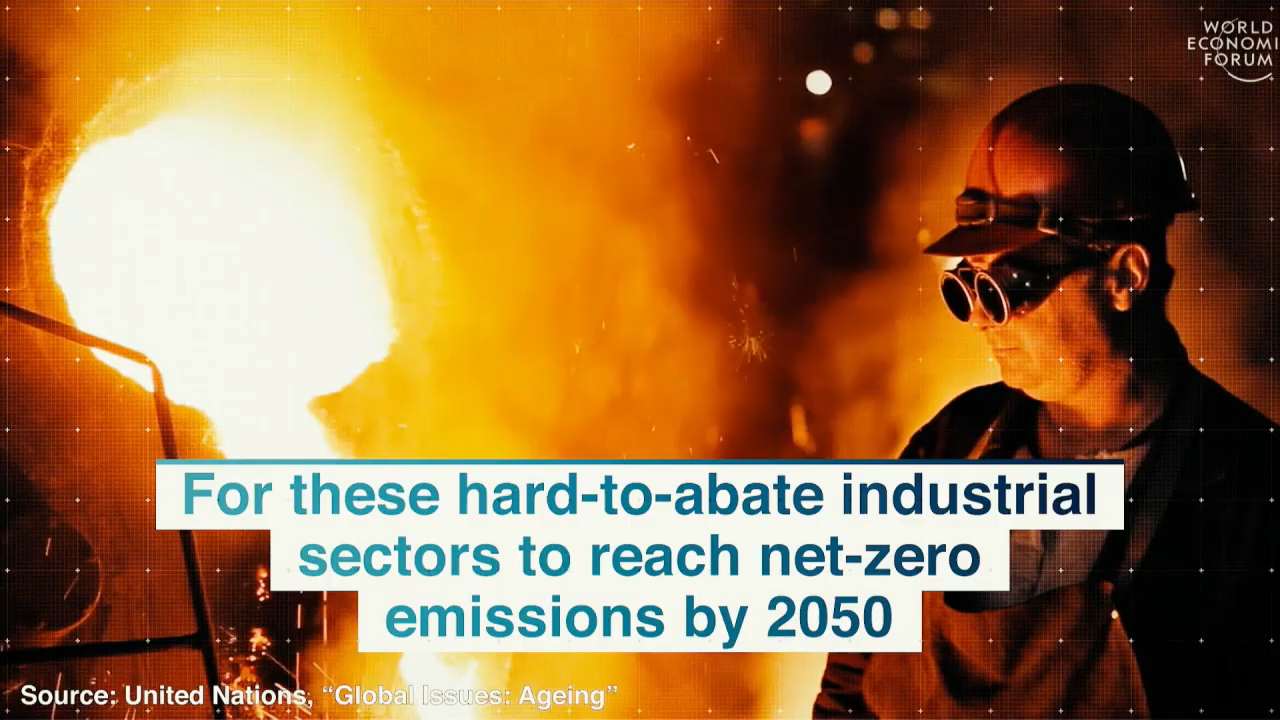 WORLD
ECONOMI
FORUM
For these hard-to-abate industrial
sectors to reach net-zero
emissions by 2050
Source: United Nations, “Global Issues: Ageing”